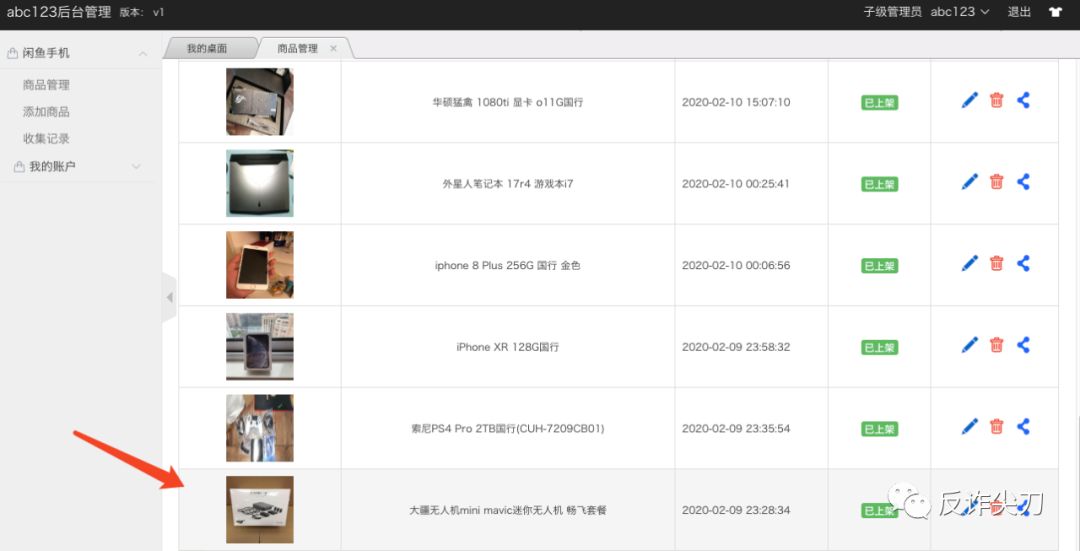 abc123后台管理 版本: v1 子级管理员 abc123 退出
闲鱼手机
商品管理
添加商品
收集记录
我的账户
我的桌面 商品管理
华硕猛禽 1080ti 显卡 o11G国行 2020-02-10 15:07:10 已上架
外星人笔记本 17r4 游戏本i7 2020-02-10 00:25:41 已上架
iphone 8 Plus 256G 国行 金色 2020-02-10 00:06:56 已上架
iPhone XR 128G国行 2020-02-09 23:58:32 已上架
索尼PS4 Pro 2TB国行(CUH-7209CB01) 2020-02-09 23:35:54 已上架
大疆无人机mini mavic迷你无人机 畅飞套餐 2020-02-09 23:28:34 已上架
反诈尖刀